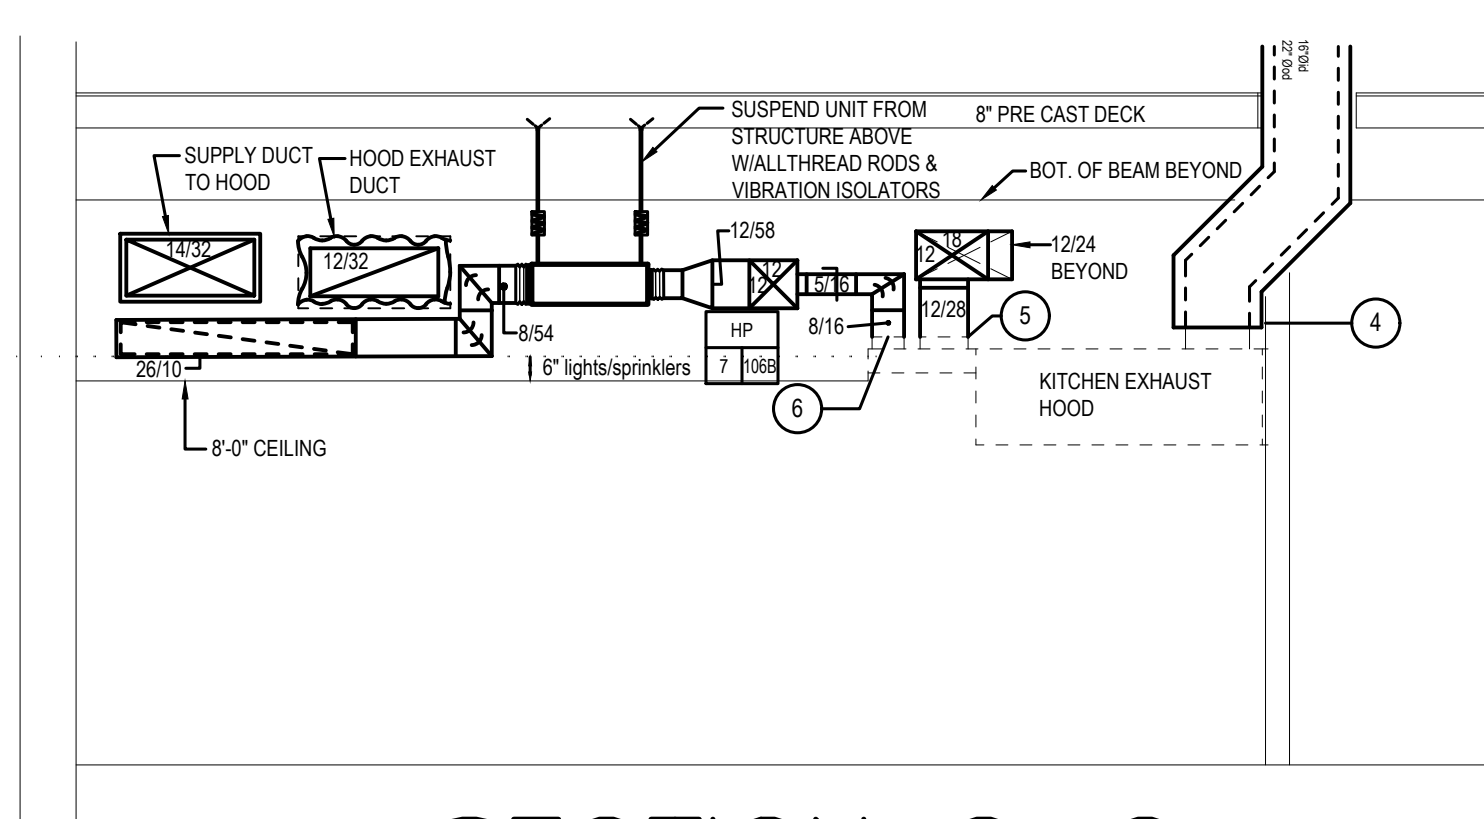 16"Øid
22" Øod
SUSPEND UNIT FROM
STRUCTURE ABOVE
W/ALLTHREAD RODS &
VIBRATION ISOLATORS
8" PRE CAST DECK
SUPPLY DUCT
TO HOOD
HOOD EXHAUST
DUCT
BOT. OF BEAM BEYOND
14/32
12/32
12/58
18
12
12/24
BEYOND
12
12
5/16
12/28
8/54
8/16
5
4
HP
7
106B
26/10
6" lights/sprinklers
6
KITCHEN EXHAUST
HOOD
8'-0" CEILING